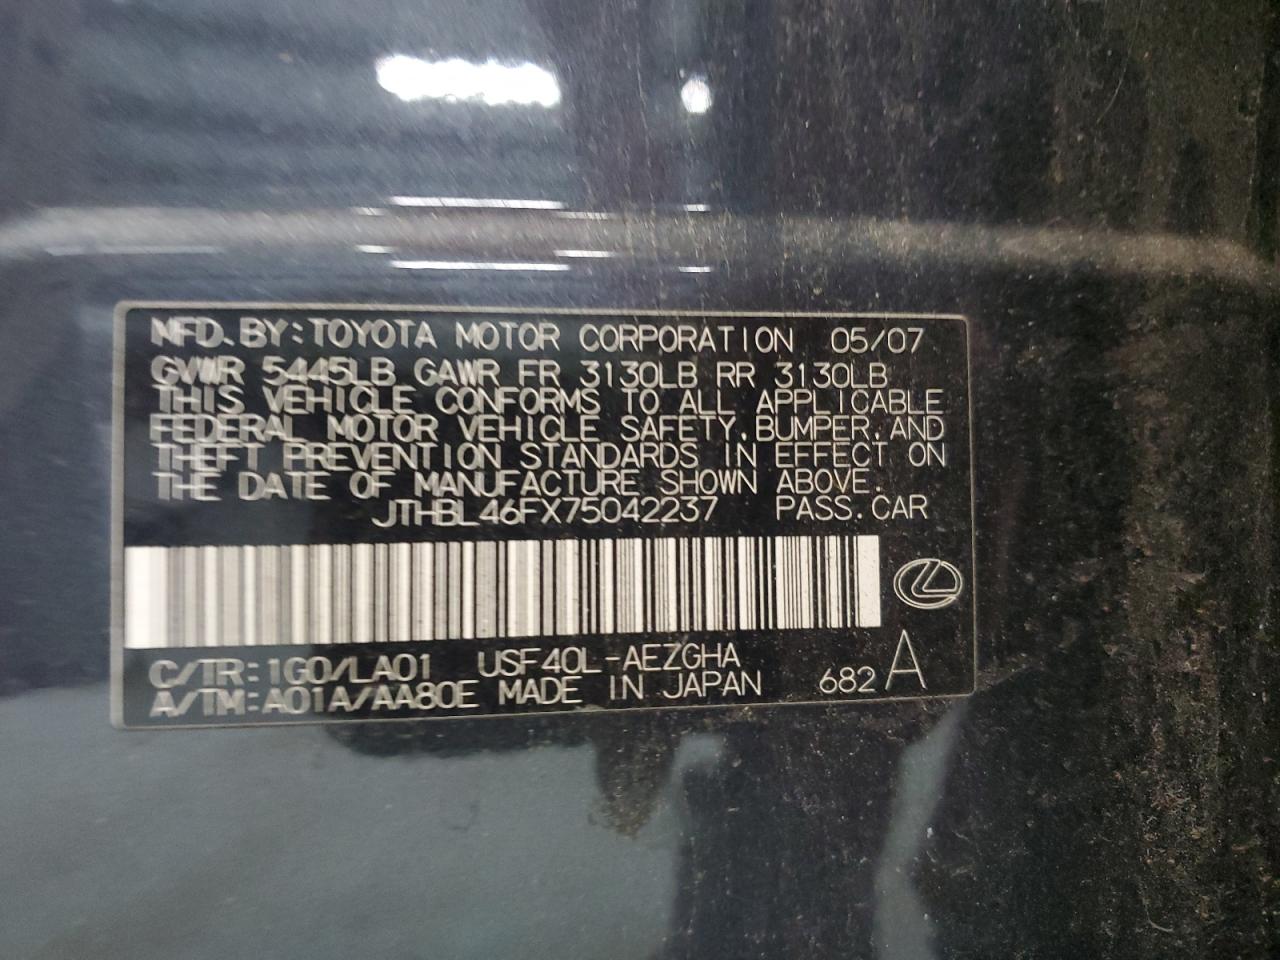 MFD. BY: TOYOTA MOTOR CORPORATION 05/07
GVWR 5445LB GAWR FR 3130LB RR 3130LB
THIS VEHICLE CONFORMS TO ALL APPLICABLE
FEDERAL MOTOR VEHICLE SAFETY, BUMPER, AND
THEFT PREVENTION STANDARDS IN EFFECT ON
THE DATE OF MANUFACTURE SHOWN ABOVE.
JTHBL46FX75042237 PASS. CAR
C/TR: 1G0/LA01 USF40L-AEZGHA
A/TM: A01A/AA80E MADE IN JAPAN 682 A